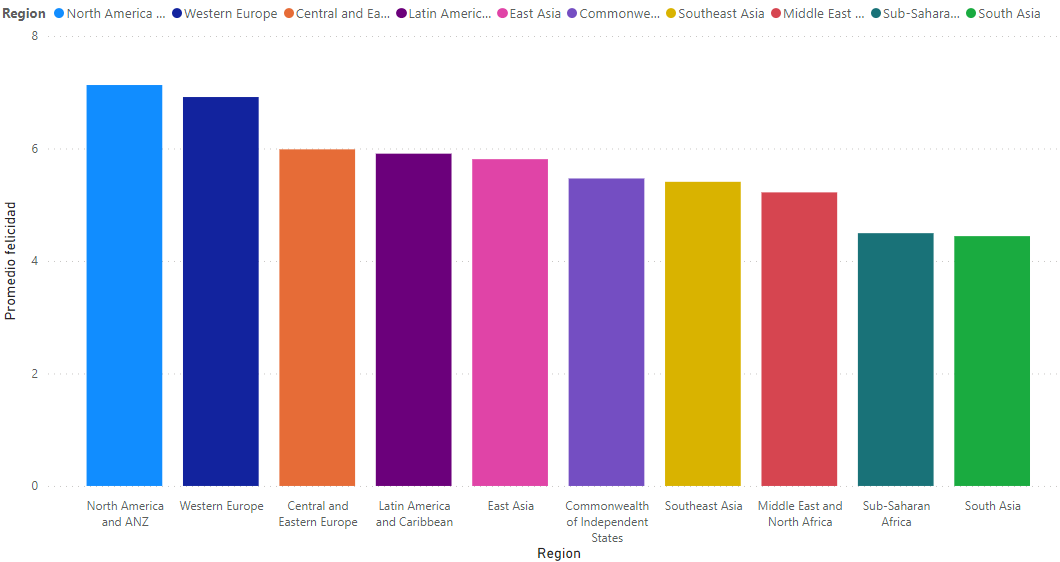 Region North America ... Western Europe Central and Ea... Latin Americ... East Asia Commonwe... Southeast Asia Middle East ... Sub-Sahara... South Asia
8
6
4
2
0
Promedio felicidad
North America
and ANZ
Western Europe
Central and
Eastern Europe
Latin America
and Caribbean
East Asia
Commonwealth
of Independent
States
Southeast Asia
Middle East and
North Africa
Sub-Saharan
Africa
South Asia
Region